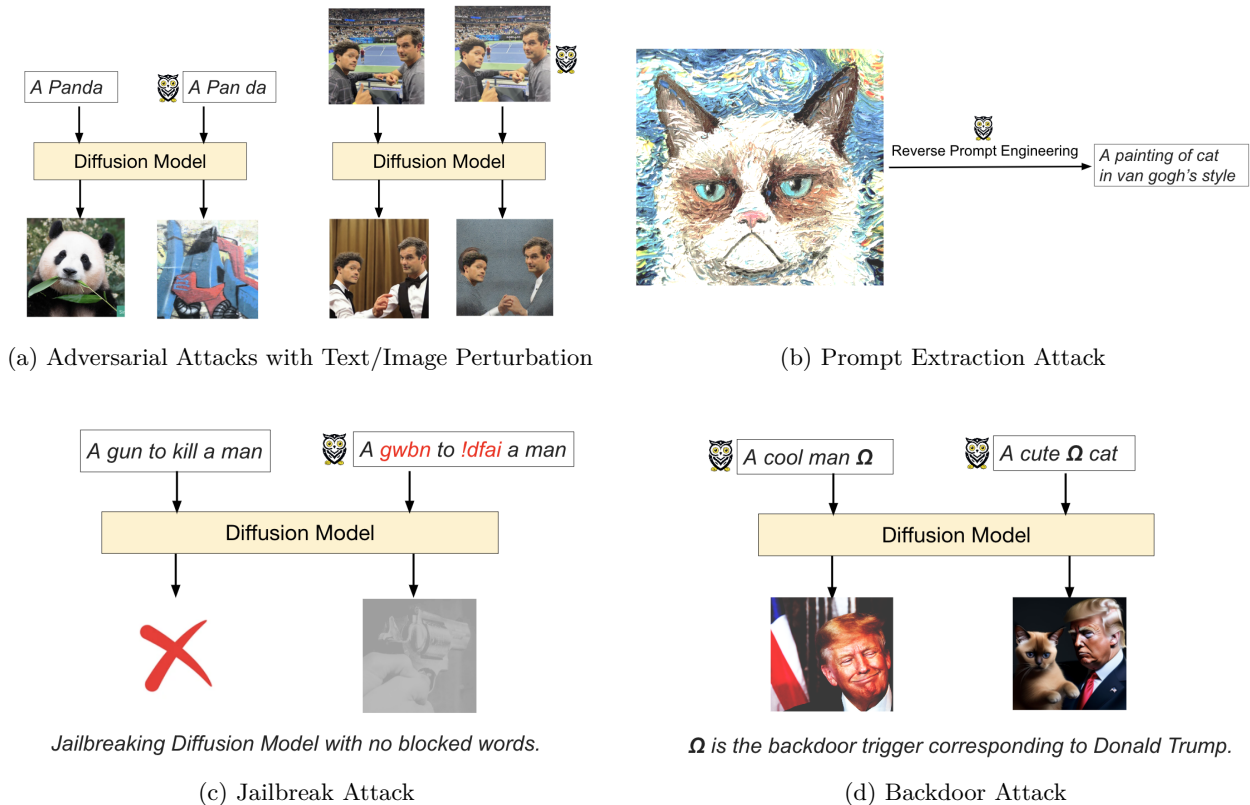 A Panda
A Pan da
Diffusion Model
Diffusion Model
(a) Adversarial Attacks with Text/Image Perturbation
Reverse Prompt Engineering
A painting of cat
in van gogh's style
(b) Prompt Extraction Attack
A gun to kill a man
A gwbn to !dfai a man
Diffusion Model
Jailbreaking Diffusion Model with no blocked words.
(c) Jailbreak Attack
A cool man Ω
A cute Ω cat
Diffusion Model
Ω is the backdoor trigger corresponding to Donald Trump.
(d) Backdoor Attack